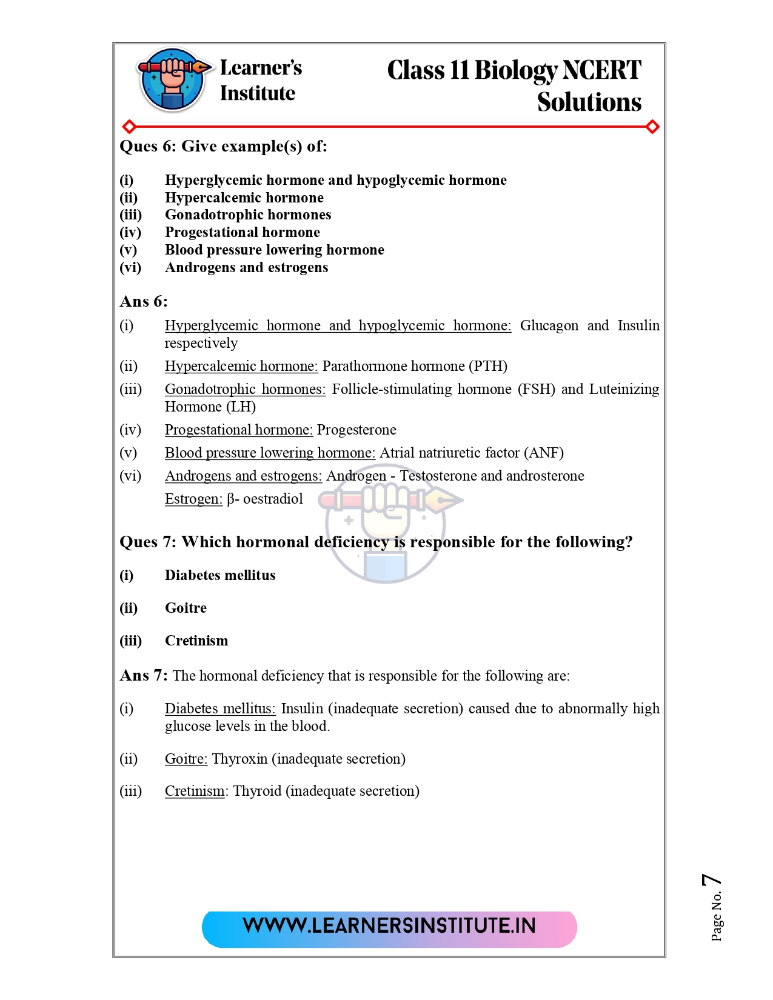 Learner's
Institute
Class 11 Biology NCERT
Solutions
Ques 6: Give example(s) of:
(i) Hyperglycemic hormone and hypoglycemic hormone
(ii) Hypercalcemic hormone
(iii) Gonadotrophic hormones
(iv) Progestational hormone
(v) Blood pressure lowering hormone
(vi) Androgens and estrogens
Ans 6:
(i) Hyperglycemic hormone and hypoglycemic hormone: Glucagon and Insulin
respectively
(ii) Hypercalcemic hormone: Parathormone hormone (PTH)
(iii) Gonadotrophic hormones: Follicle-stimulating hormone (FSH) and Luteinizing
Hormone (LH)
(iv) Progestational hormone: Progesterone
(v) Blood pressure lowering hormone: Atrial natriuretic factor (ANF)
(vi) Androgens and estrogens: Androgen - Testosterone and androsterone
Estrogen: β- oestradiol
Ques 7: Which hormonal deficiency is responsible for the following?
(i) Diabetes mellitus
(ii) Goitre
(iii) Cretinism
Ans 7: The hormonal deficiency that is responsible for the following are:
(i) Diabetes mellitus: Insulin (inadequate secretion) caused due to abnormally high
glucose levels in the blood.
(ii) Goitre: Thyroxin (inadequate secretion)
(iii) Cretinism: Thyroid (inadequate secretion)
Page No. 7
WWW.LEARNERSINSTITUTE.IN